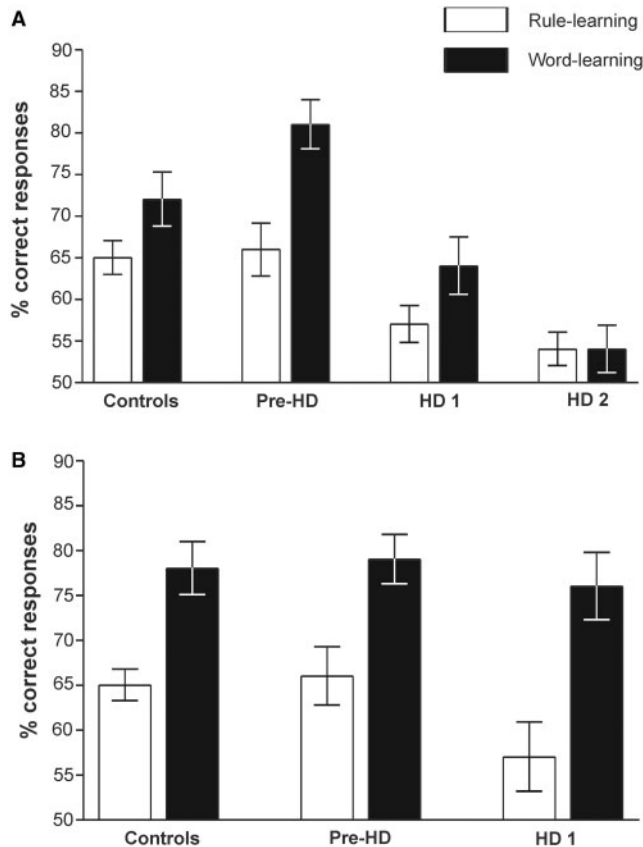 A
Rule-learning
Word-learning
% correct responses
90
85
80
75
70
65
60
55
50
Controls Pre-HD HD 1 HD 2
B
% correct responses
90
85
80
75
70
65
60
55
50
Controls Pre-HD HD 1